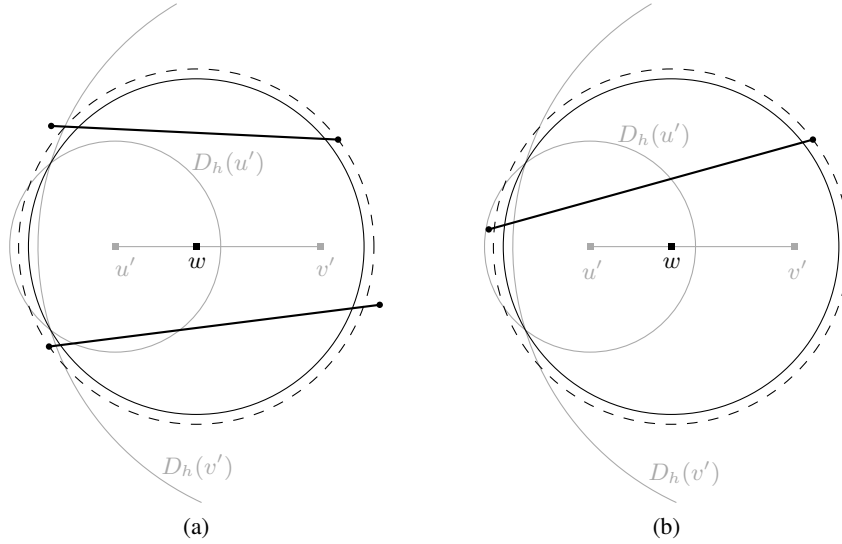 D_h(u′)
u′ w v′
D_h(v′)
(a)
D_h(u′)
u′ w v′
D_h(v′)
(b)